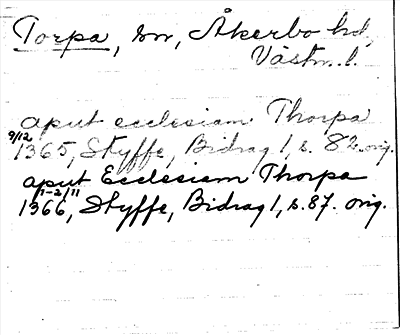 Torpa, sn, Åkerbo hd,
Västm. l.
aput ecclesiam Thorpa
9/12 1365, Styffe, Bidrag 1, s. 82. orig.
aput Ecclesiam Thorpa
1-2/11 1366, Styffe, Bidrag 1, s. 87. orig.